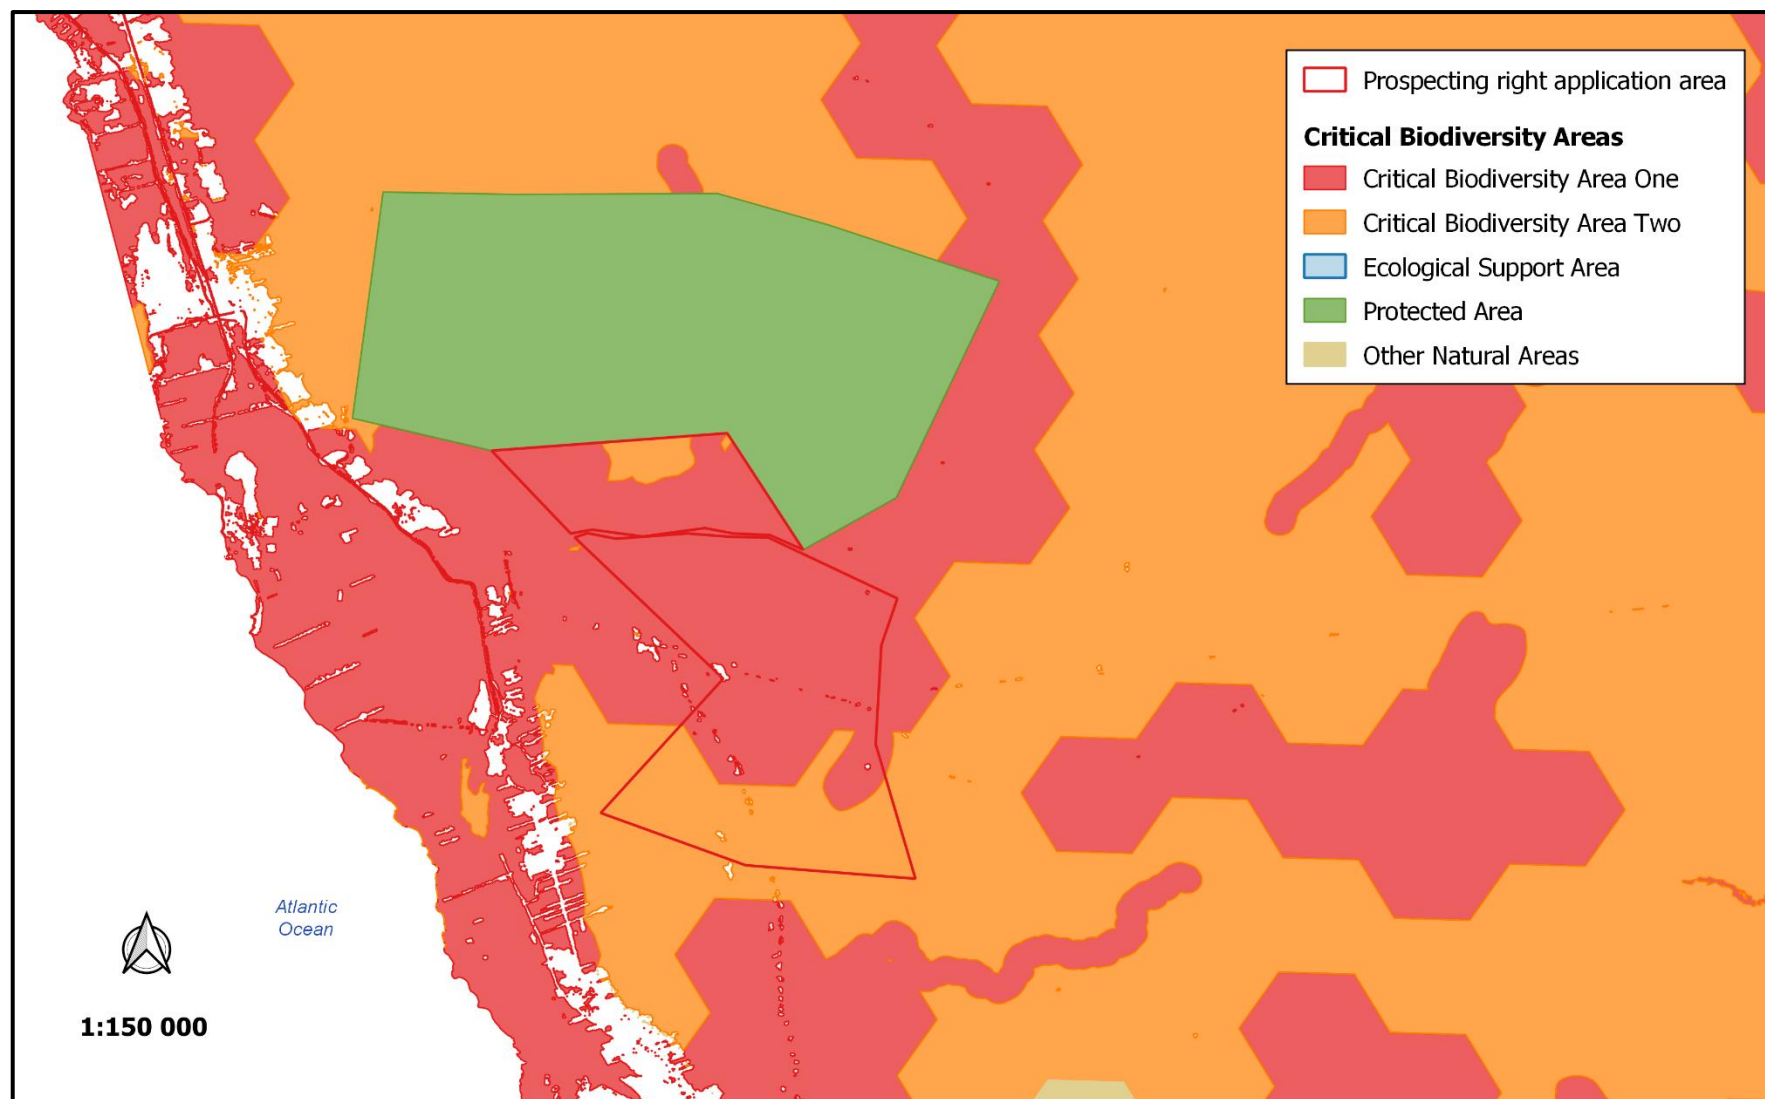 Prospecting right application area
Critical Biodiversity Areas
Critical Biodiversity Area One
Critical Biodiversity Area Two
Ecological Support Area
Protected Area
Other Natural Areas
Atlantic
Ocean
1:150 000